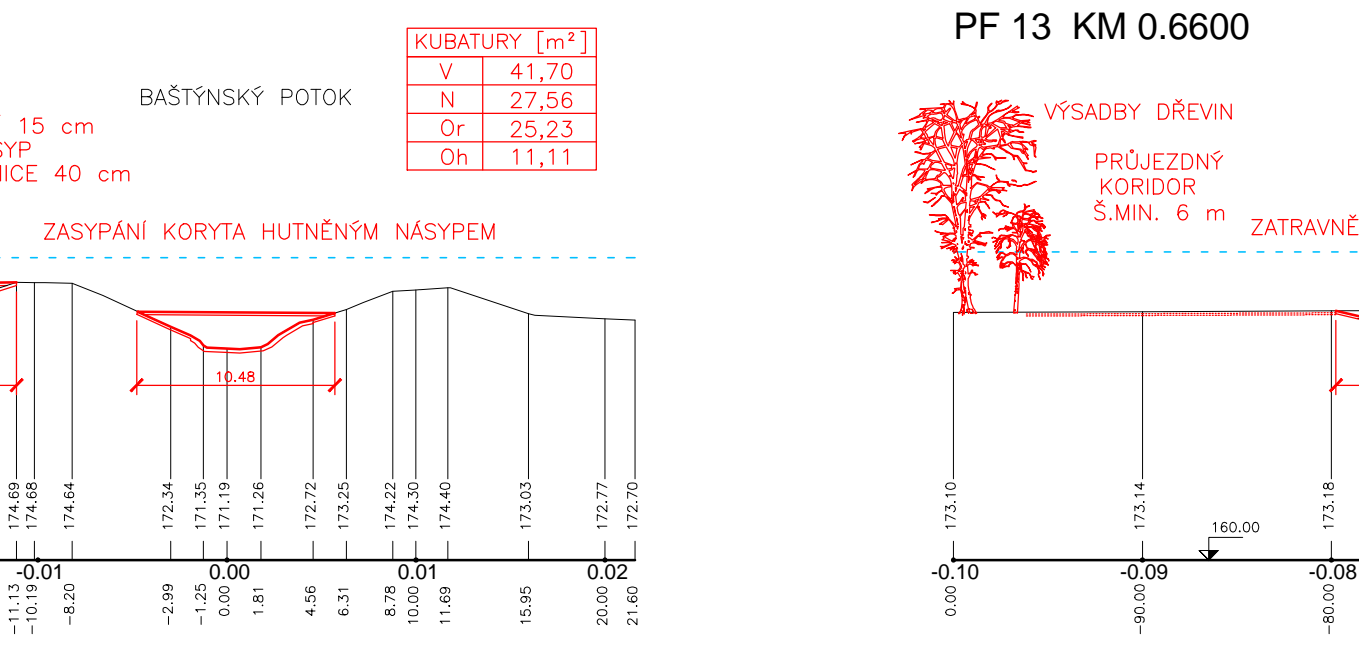 PF 13 KM 0.6600
KUBATURY [m²]
V 41,70
N 27,56
Or 25,23
Oh 11,11
BAŠTÝNSKÝ POTOK
15 cm
40 cm
ZASYPÁNÍ KORYTA HUTNĚNÝM NÁSYPEM
VÝSADBY DŘEVIN
PRŮJEZDNÝ
KORIDOR
Š.MIN. 6 m
ZATRAVNĚ
10.48
174.69 174.68 174.64 172.34 171.35 171.19 171.26 172.72 173.25 174.22 174.30 174.40 173.03 172.77 172.70
173.10 173.14 173.18
160.00
-0.01 0.00 0.01 0.02
-0.10 -0.09 -0.08
-11.13 -10.19 -8.20 -2.99 -1.25 0.00 1.81 4.56 6.31 8.78 10.00 11.69 15.95 20.00 21.60
0.00 -90.00 -80.00